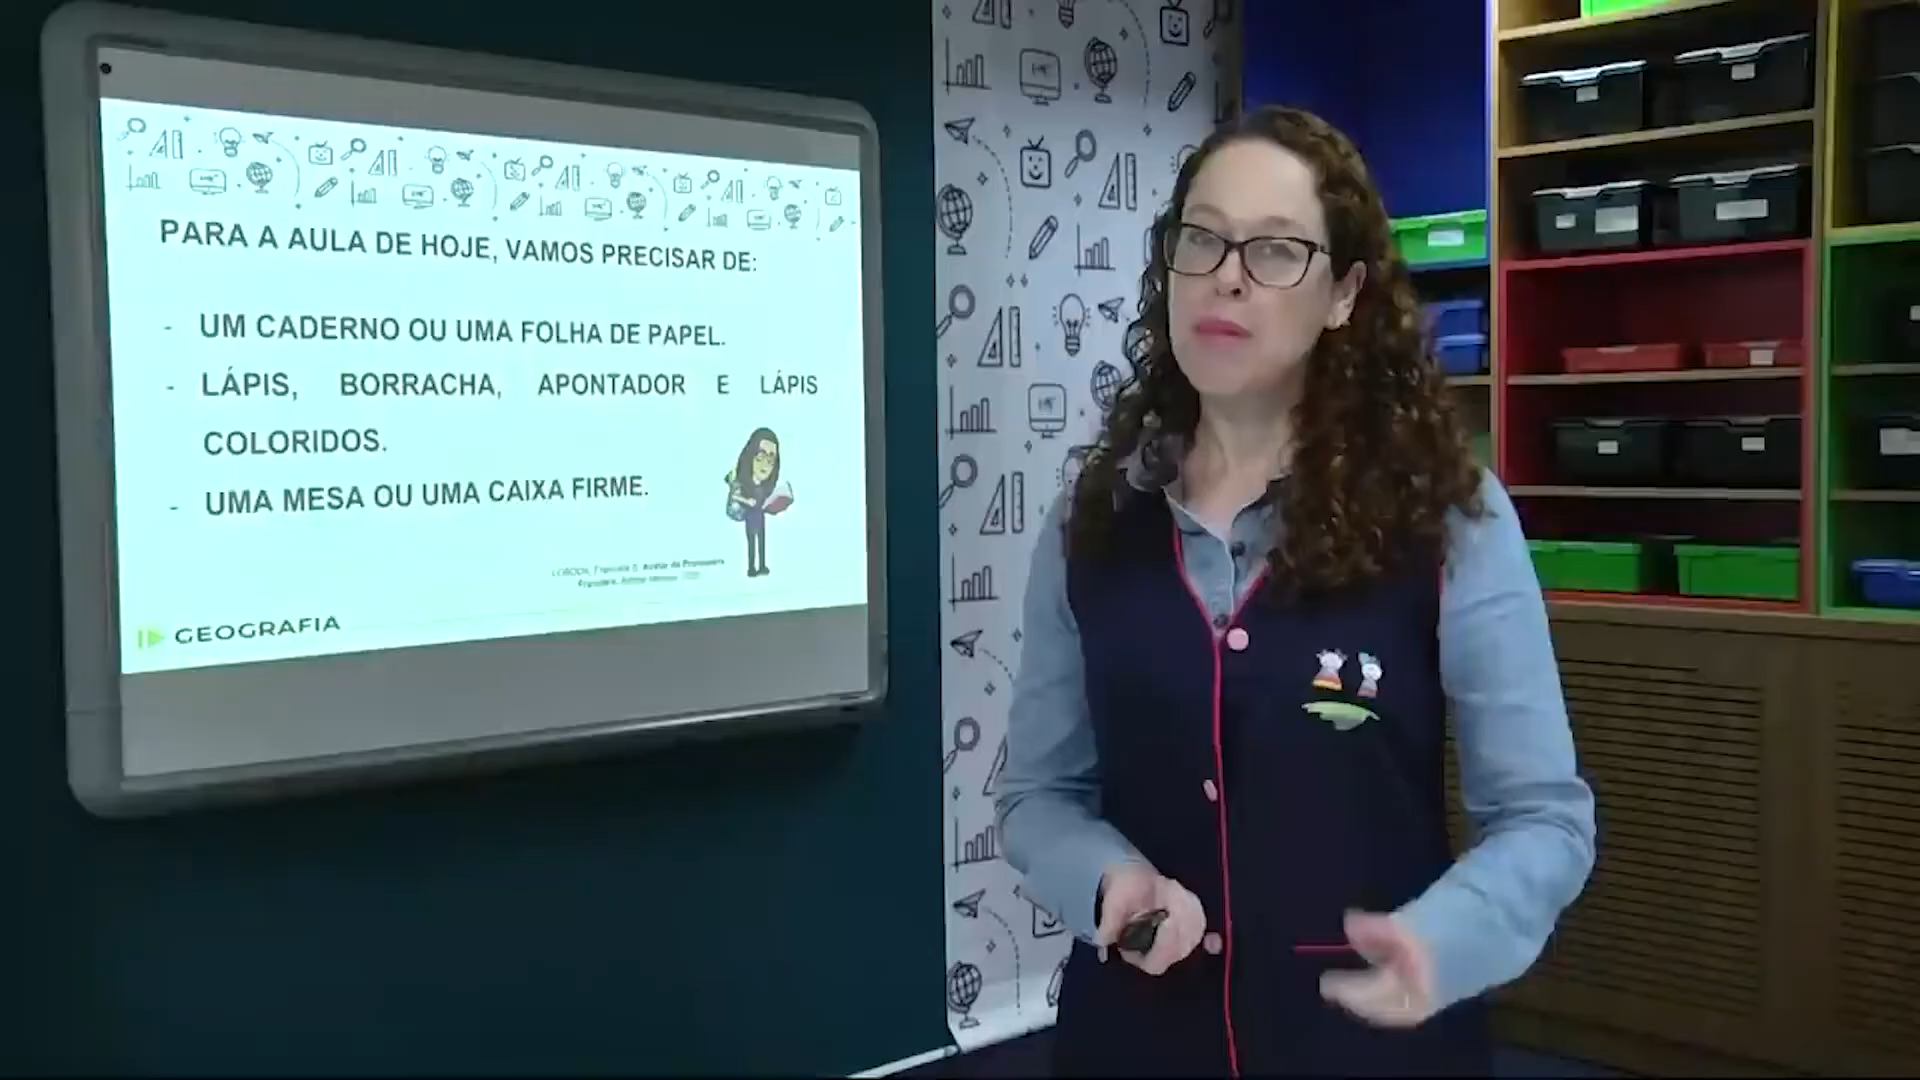 PARA A AULA DE HOJE, VAMOS PRECISAR DE:
- UM CADERNO OU UMA FOLHA DE PAPEL.
- LÁPIS, BORRACHA, APONTADOR E LÁPIS
COLORIDOS.
- UMA MESA OU UMA CAIXA FIRME.
GEOGRAFIA